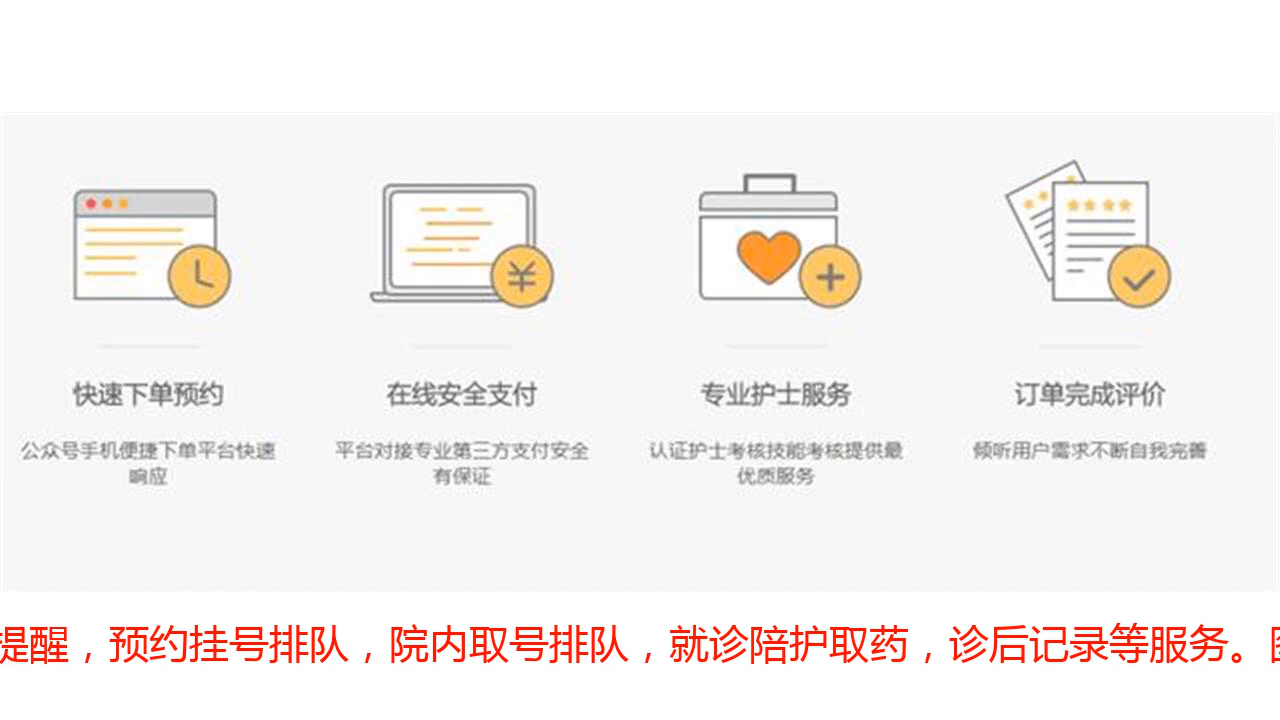 快速下单预约
公众号手机便捷下单平台快速
响应
在线安全支付
平台对接专业第三方支付安全
有保证
专业护士服务
认证护士考核技能考核提供最
优质服务
订单完成评价
倾听用户需求不断自我完善
提醒，预约挂号排队，院内取号排队，就诊陪护取药，诊后记录等服务。